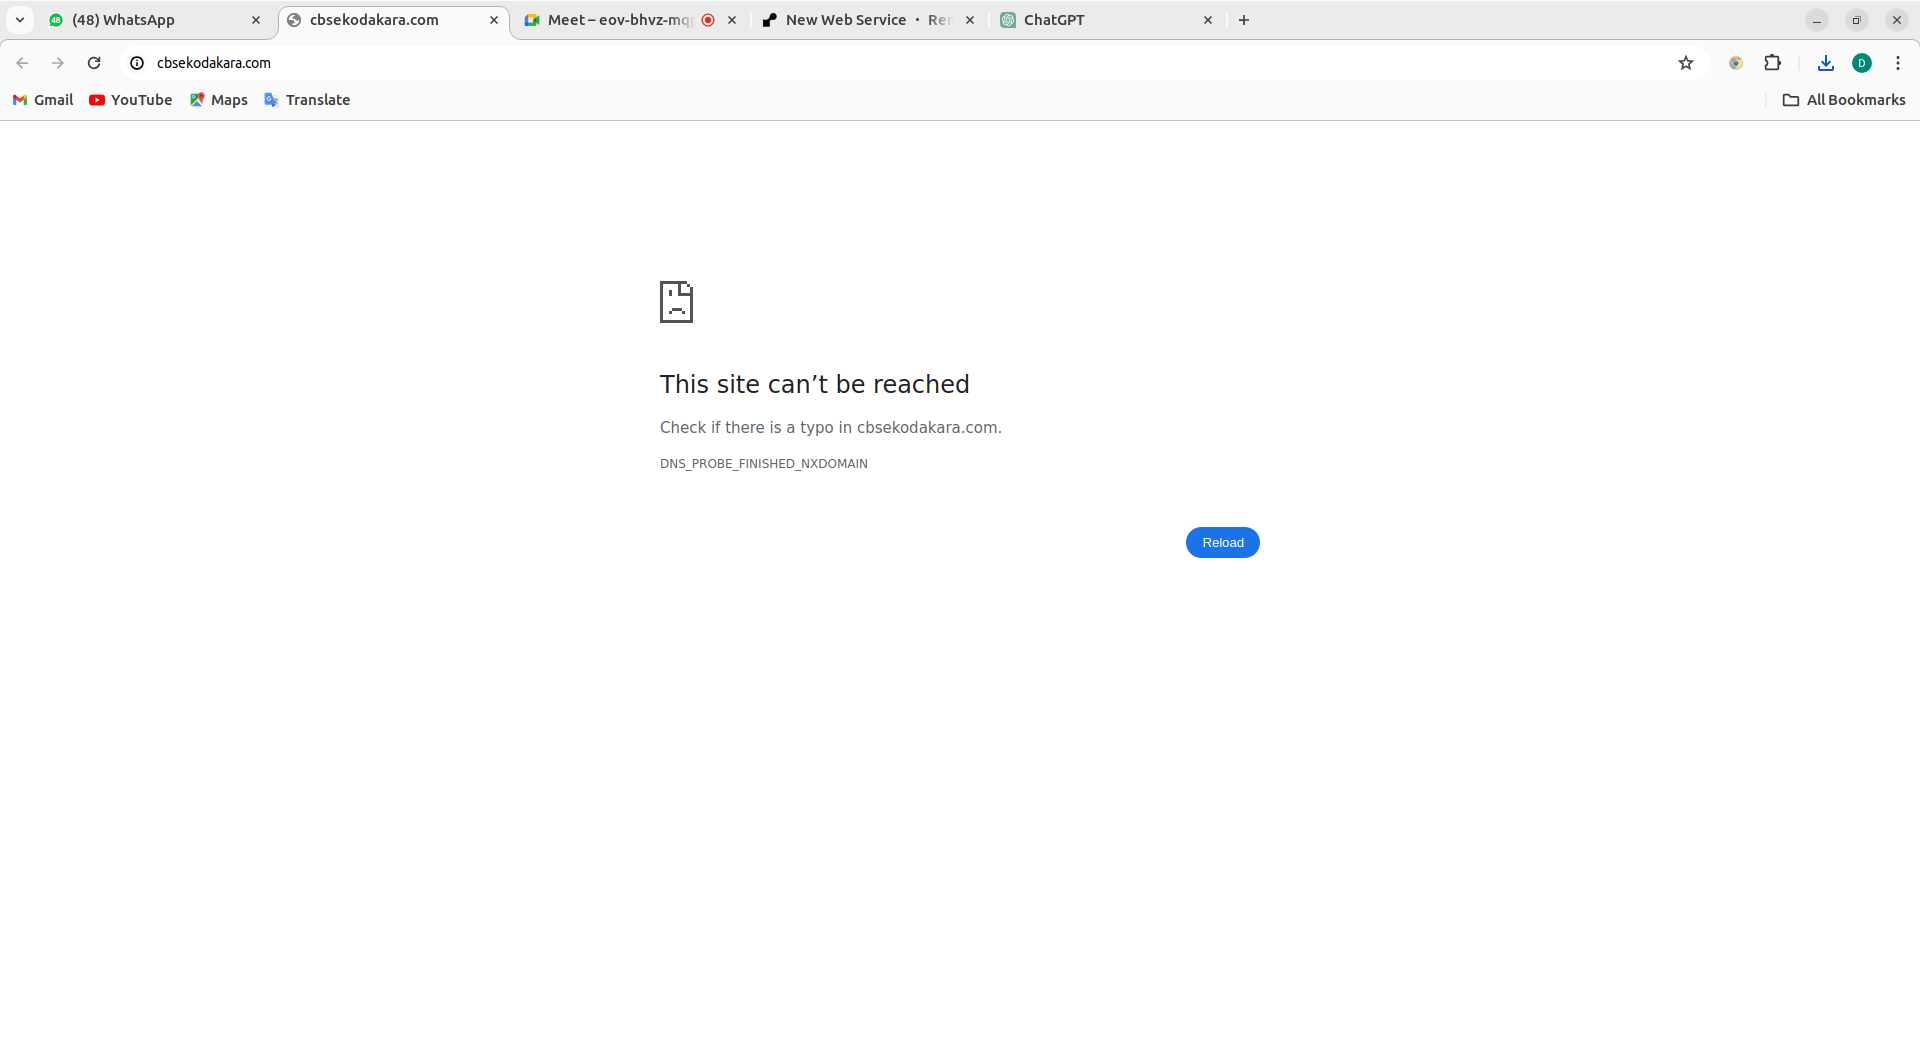 48 (48) WhatsApp
cbsekodakara.com
Meet – eov-bhvz-mq
New Web Service • Re
ChatGPT
cbsekodakara.com
D
Gmail
YouTube
Maps
Translate
All Bookmarks
This site can’t be reached
Check if there is a typo in cbsekodakara.com.
DNS_PROBE_FINISHED_NXDOMAIN
Reload